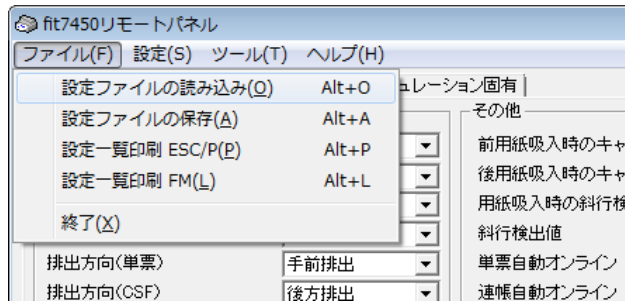 fit7450リモートパネル
ファイル(F) 設定(S) ツール(T) ヘルプ(H)
設定ファイルの読み込み(O) Alt+O
設定ファイルの保存(A) Alt+A
設定一覧印刷 ESC/P(P) Alt+P
設定一覧印刷 FM(L) Alt+L
終了(X)
ュレーション固有
その他
前用紙吸入時のキャ
後用紙吸入時のキャ
用紙吸入時の斜行検
斜行検出値
排出方向(単票) 手前排出 単票自動オンライン
排出方向(CSF) 後方排出 連帳自動オンライン